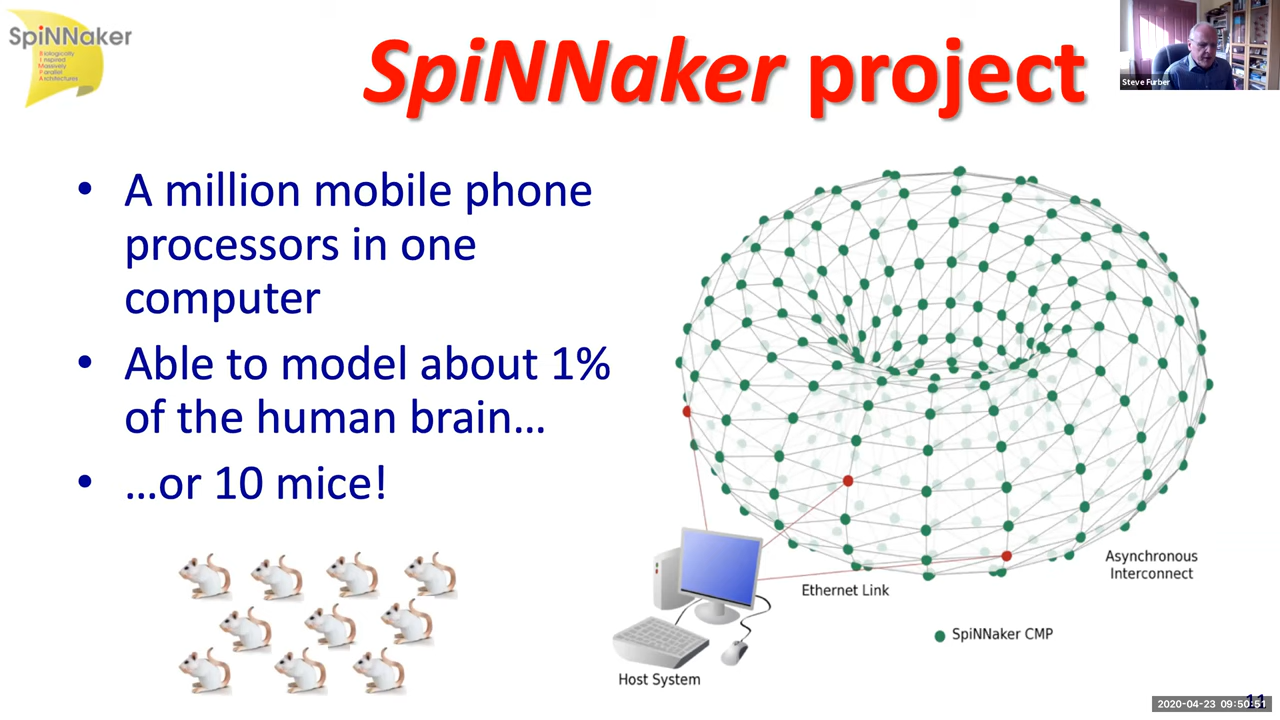 SpiNNaker
Biologically
Inspired
Massively
Parallel
Architectures
SpiNNaker project
Steve Furber
• A million mobile phone
processors in one
computer
• Able to model about 1%
of the human brain…
• …or 10 mice!
Asynchronous
Interconnect
Ethernet Link
SpiNNaker CMP
Host System
11
2020-04-23 09:50:51